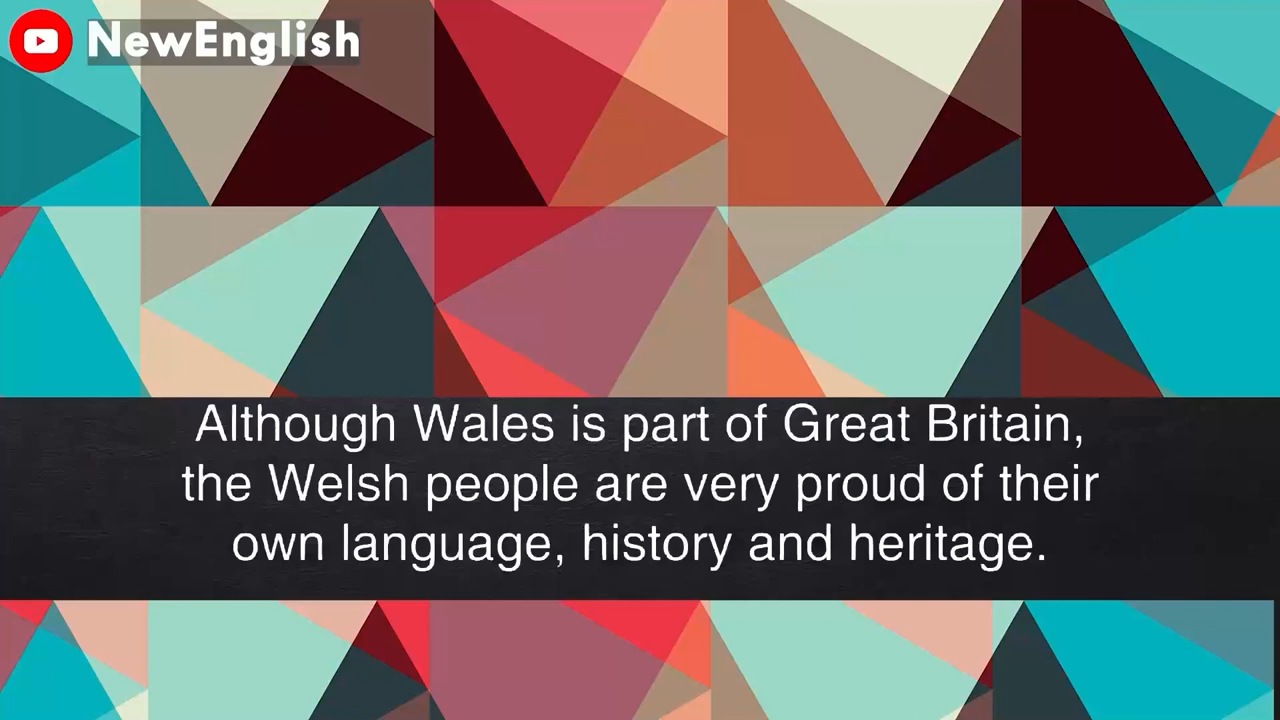 NewEnglish
Although Wales is part of Great Britain,
the Welsh people are very proud of their
own language, history and heritage.